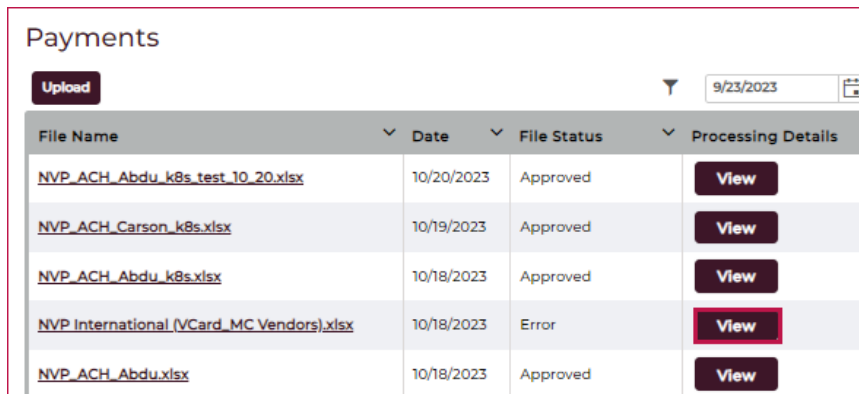 Payments
Upload
9/23/2023
File Name Date File Status Processing Details
NVP_ACH_Abdu_k8s_test_10_20.xlsx 10/20/2023 Approved View
NVP_ACH_Carson_k8s.xlsx 10/19/2023 Approved View
NVP_ACH_Abdu_k8s.xlsx 10/18/2023 Approved View
NVP International (VCard_MC Vendors).xlsx 10/18/2023 Error View
NVP_ACH_Abdu.xlsx 10/18/2023 Approved View